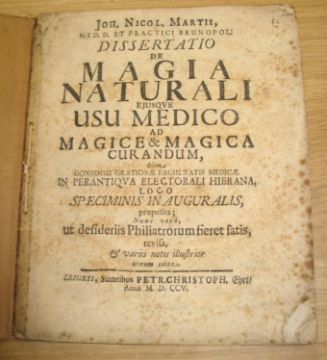 JOH. NICOL. MARTII,
MED. D. ET PRACTICI BRUNOPOL:
DISSERTATIO
DE
MAGIA
NATURALI
EJUSQVE
USU MEDICO
AD
MAGICE & MAGICA
CURANDUM,
Olim
CONSENSU GRATIOSÆ FACULTATIS MEDICÆ
IN PERANTIQVA ELECTORALI HIERANA,
LOCO
SPECIMINIS INAUGURALIS,
proposita;
Nunc vero,
ut desideriis Philiatrorum fieret satis,
revisa,
& variis notis illustrior
iterum edita.
ERFURTI, Sumtibus PETR. CHRISTOPH.
Anno M. D. CCV.